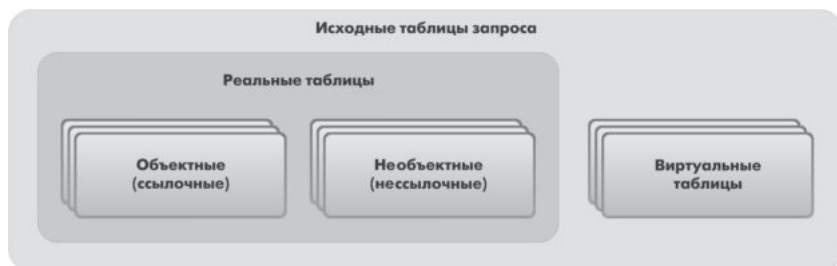 Исходные таблицы запроса
Реальные таблицы
Объектные
(ссылочные)
Необъектные
(нессылочные)
Виртуальные
таблицы